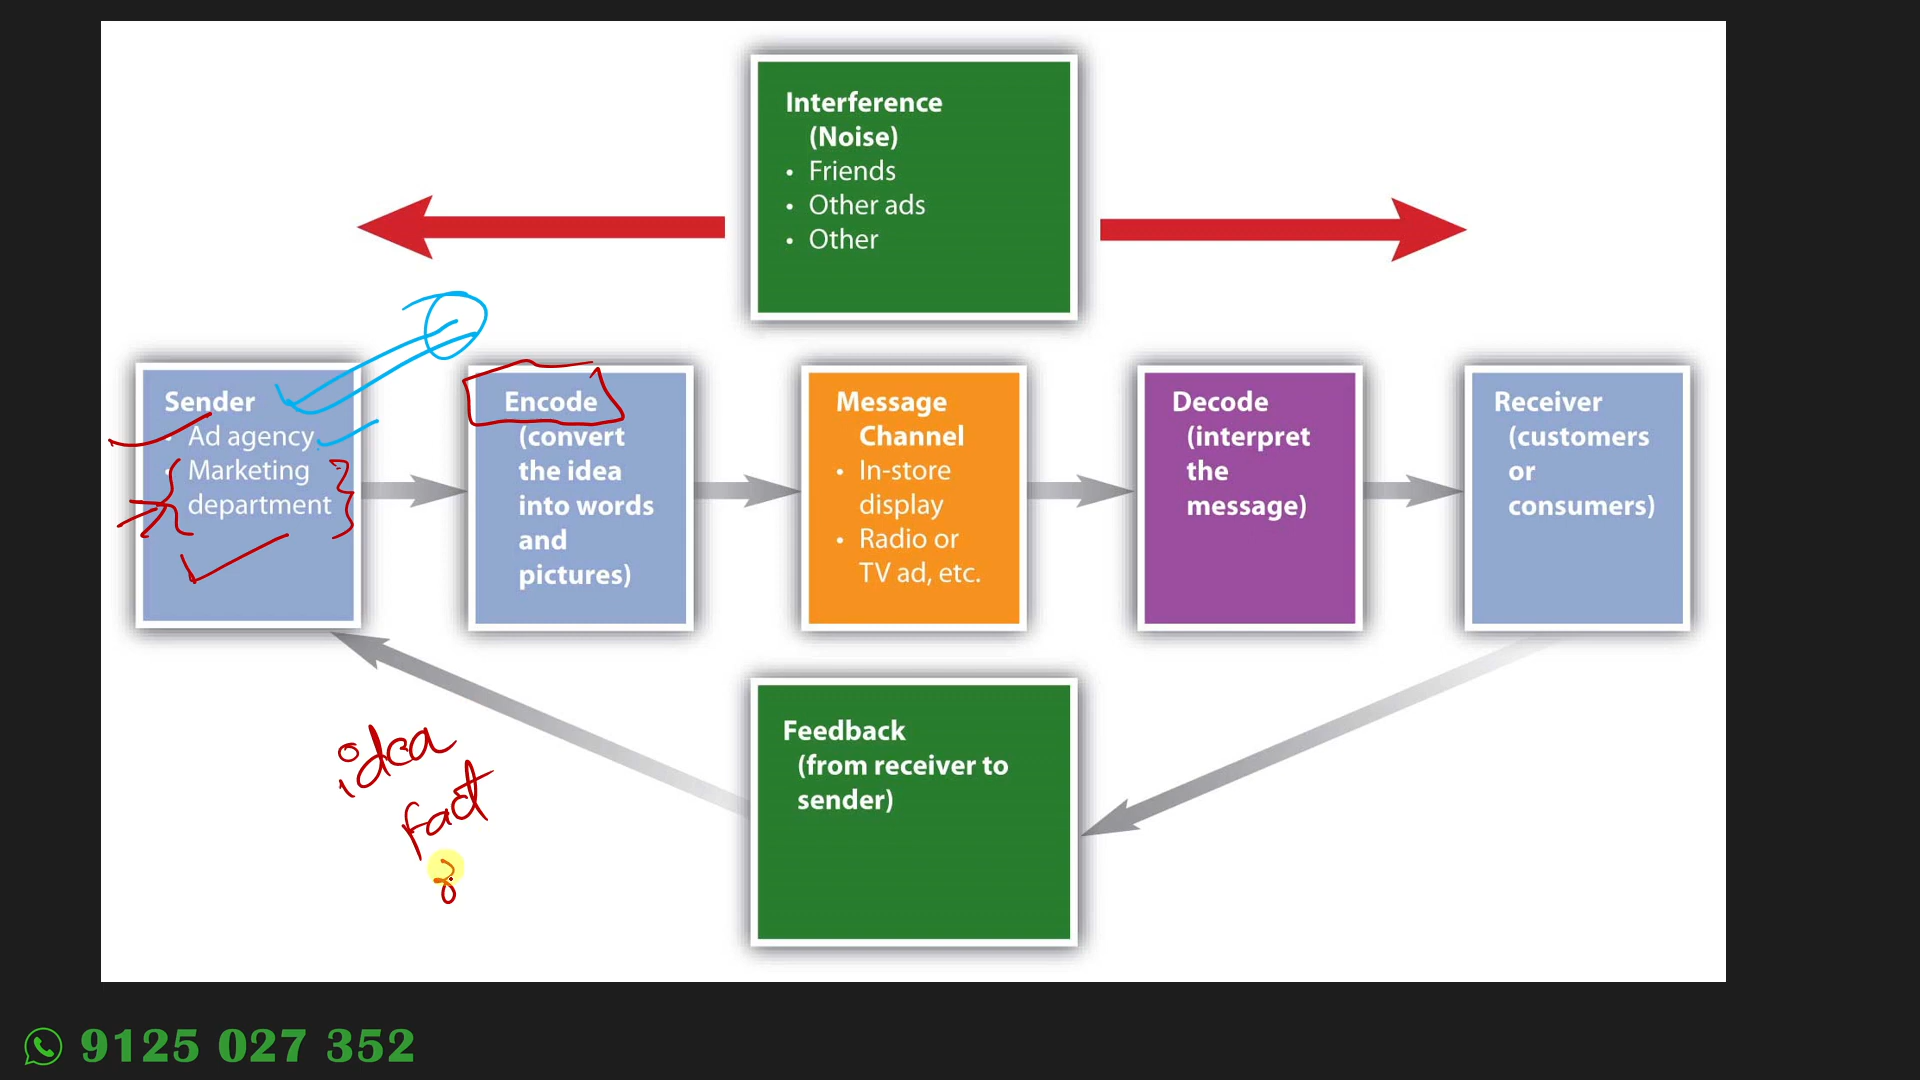 Interference
(Noise)
• Friends
• Other ads
• Other
Sender
• Ad agency
• Marketing
department
Encode
(convert
the idea
into words
and
pictures)
Message
Channel
• In-store
display
• Radio or
TV ad, etc.
Decode
(interpret
the
message)
Receiver
(customers
or
consumers)
Feedback
(from receiver to
sender)
idea
fact
9125 027 352